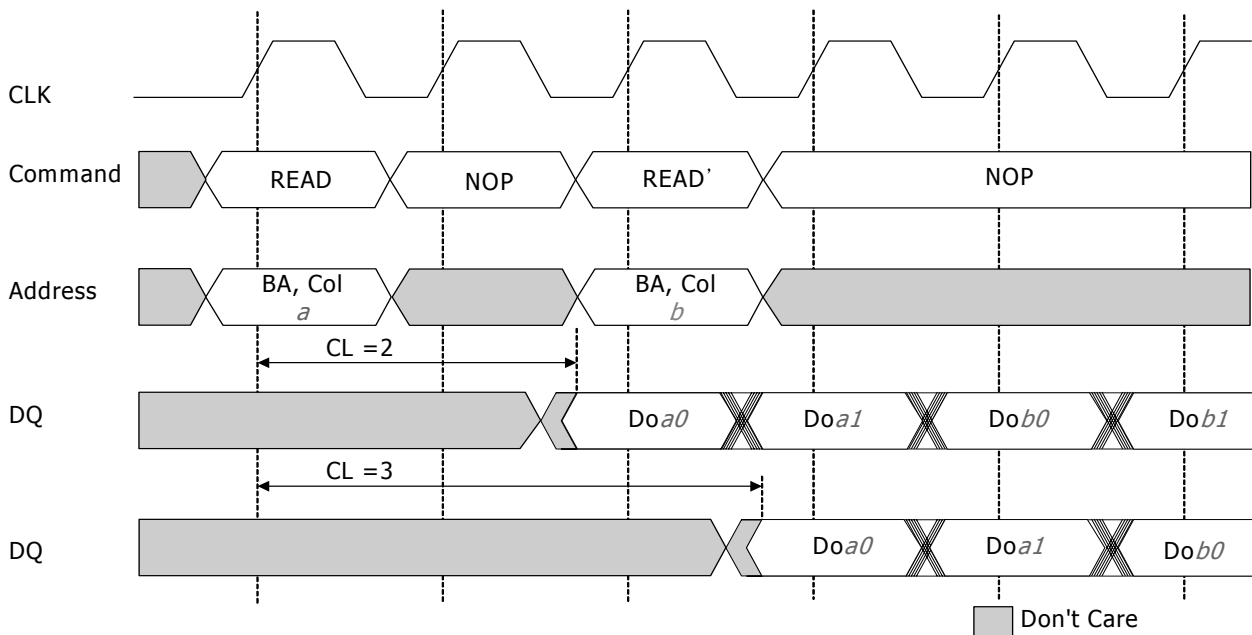 CLK
Command
READ
NOP
READ’
NOP
Address
BA, Col
a
BA, Col
b
CL =2
DQ
Doa0
Doa1
Dob0
Dob1
CL =3
DQ
Doa0
Doa1
Dob0
Don't Care